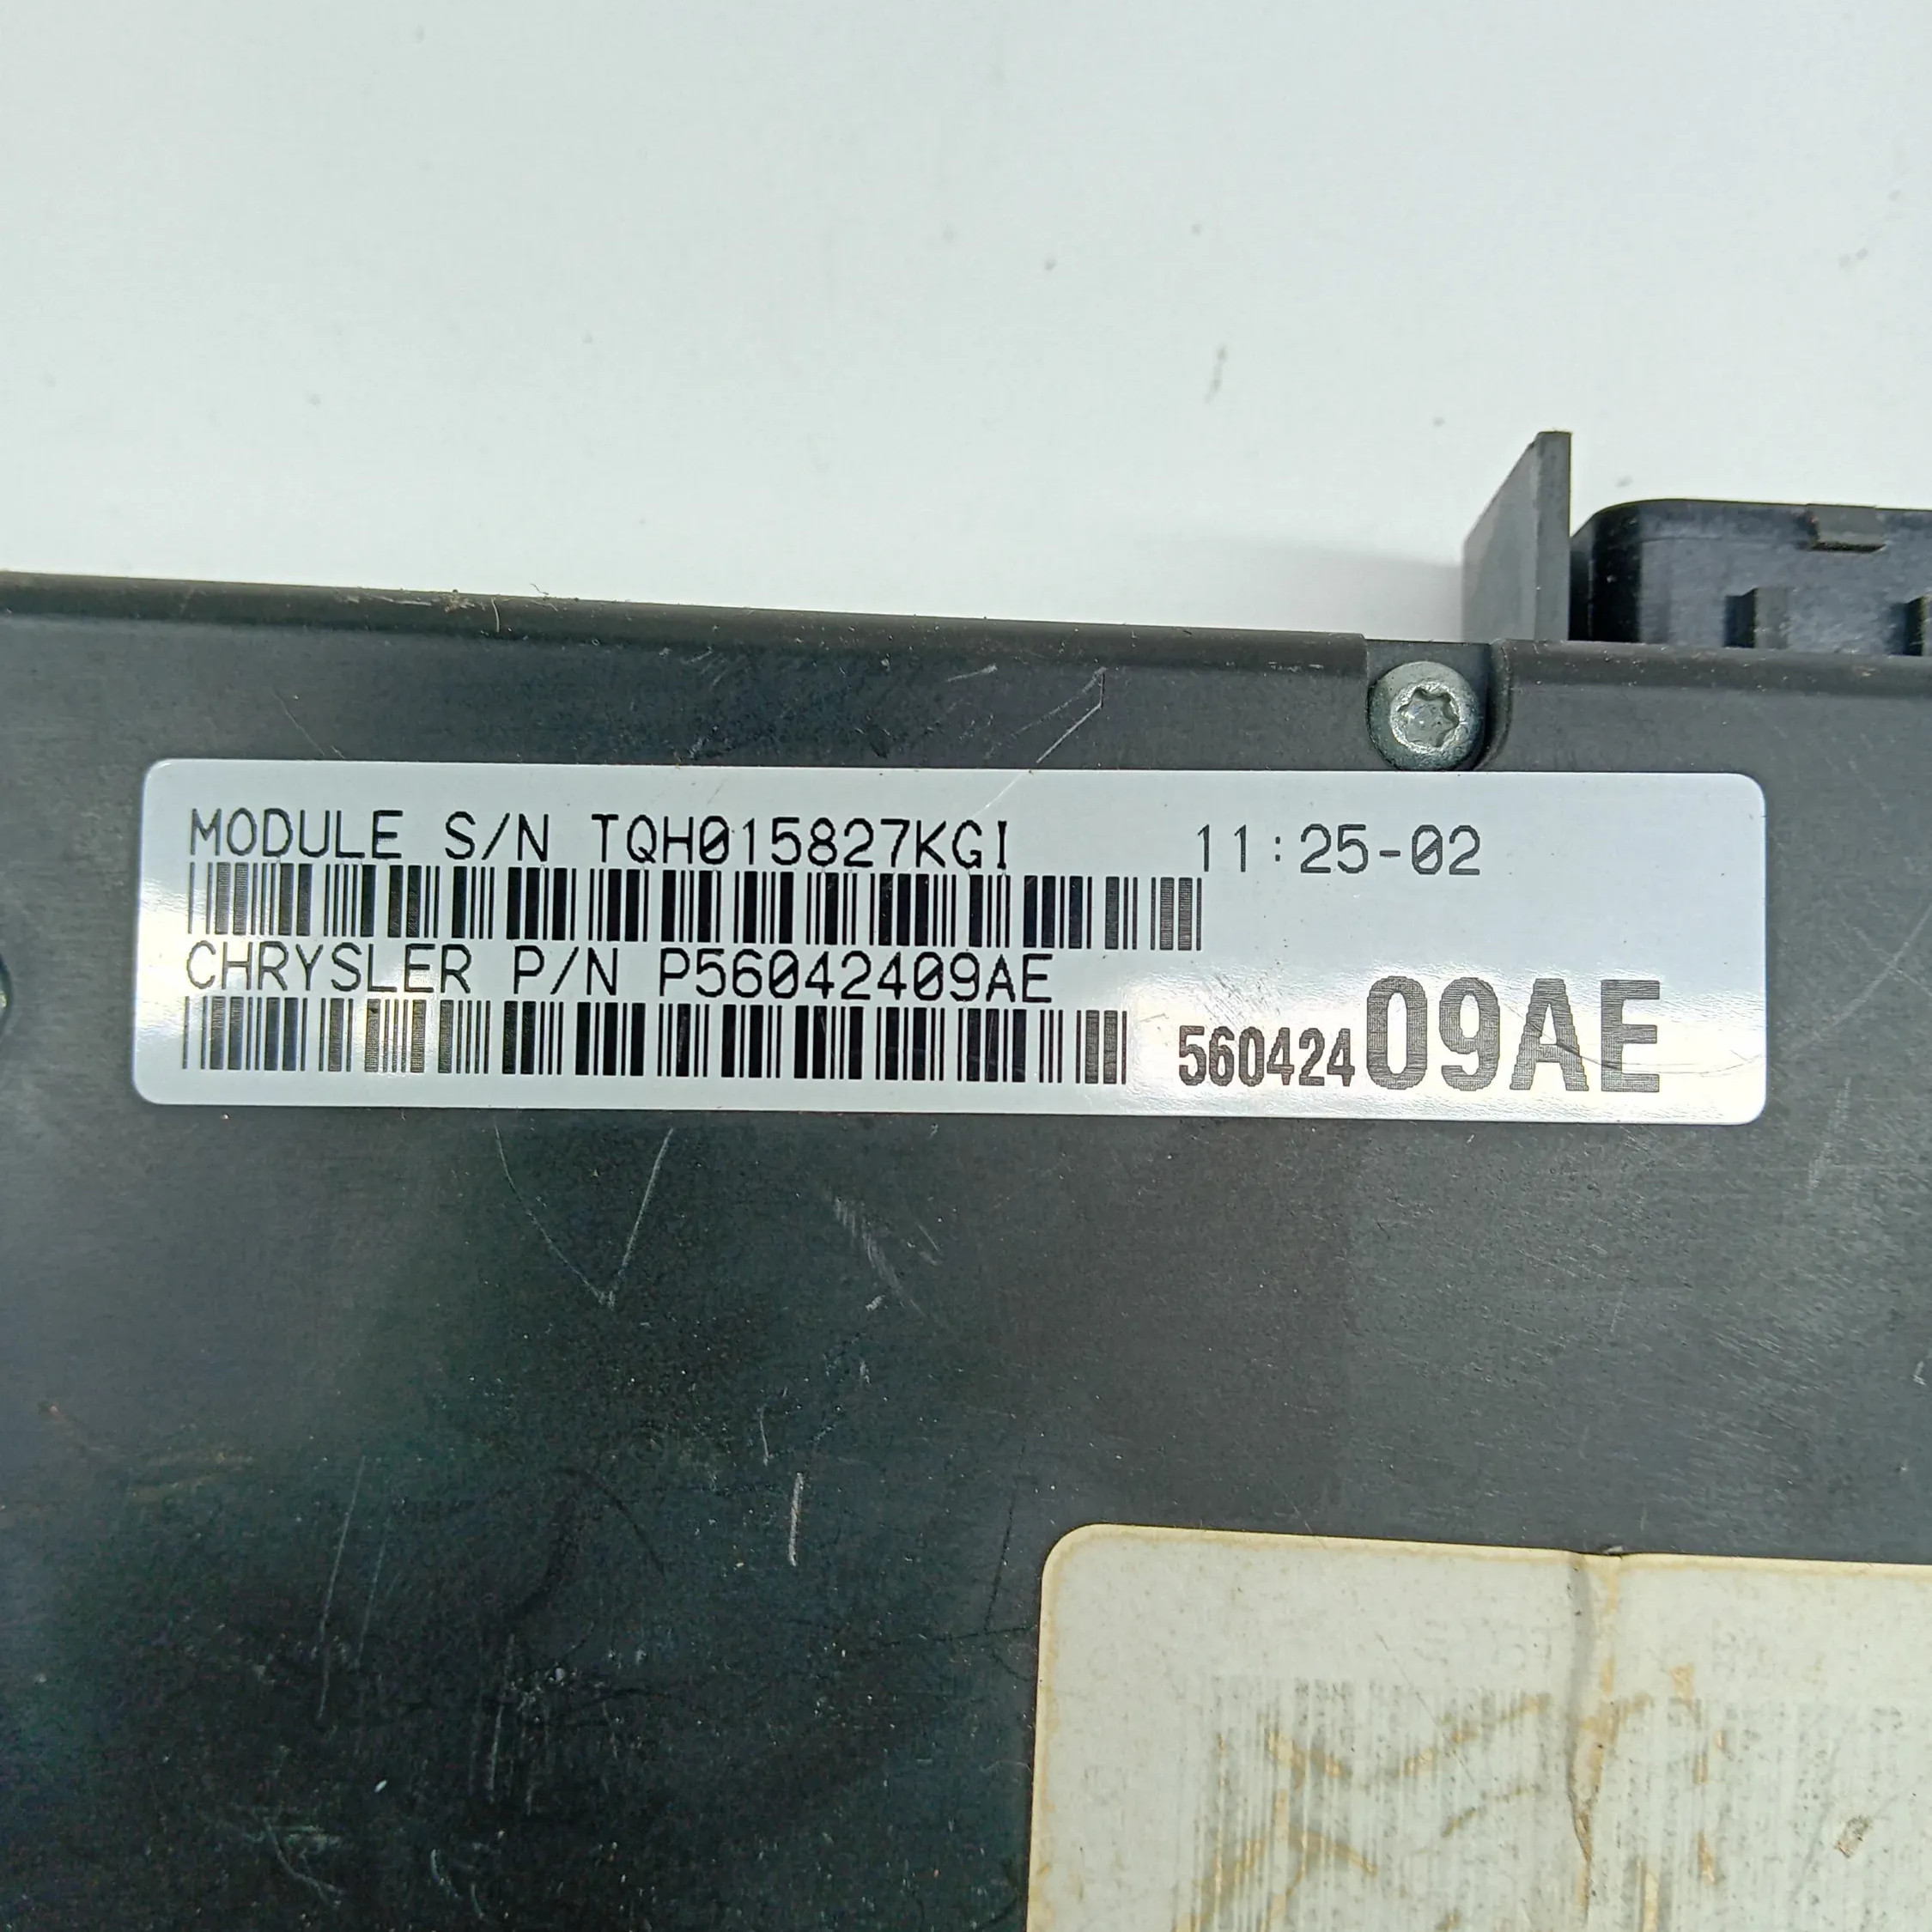 MODULE S/N TQH015827KGI 11:25-02
CHRYSLER P/N P56042409AE
56042409AE